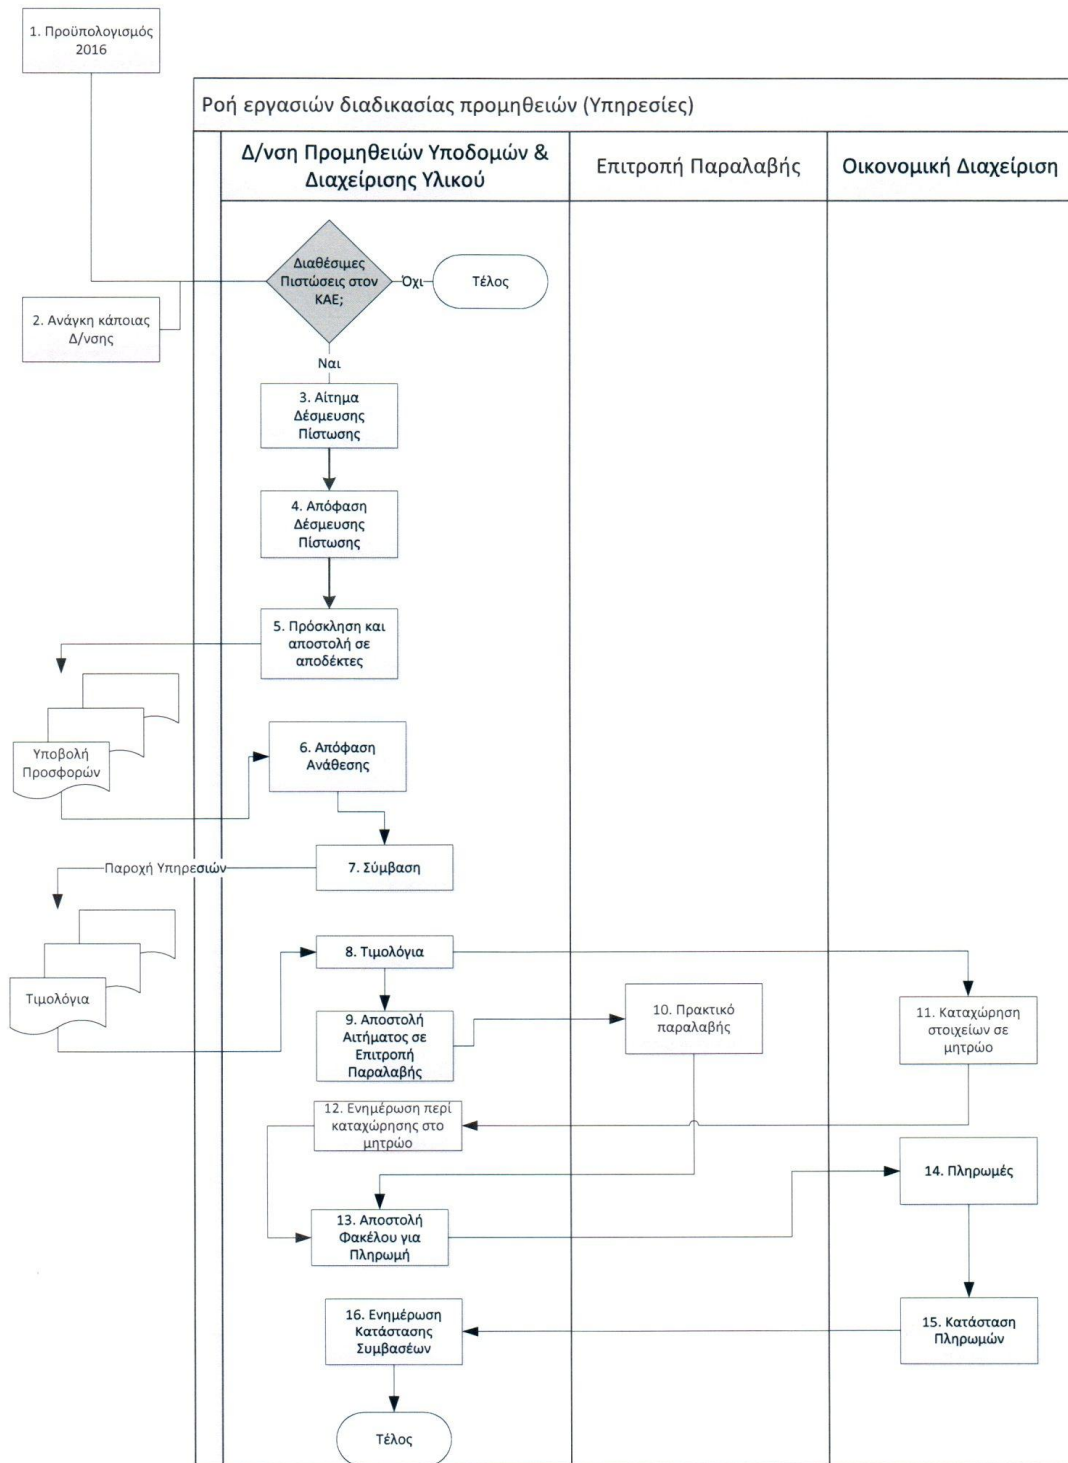 1. Προϋπολογισμός
2016
Ροή εργασιών διαδικασίας προμηθειών (Υπηρεσίες)
Δ/νση Προμηθειών Υποδομών &
Διαχείρισης Υλικού
Επιτροπή Παραλαβής
Οικονομική Διαχείριση
Διαθέσιμες
Πιστώσεις στον
ΚΑΕ;
Όχι
Τέλος
2. Ανάγκη κάποιας
Δ/νσης
Ναι
3. Αίτημα
Δέσμευσης
Πίστωσης
4. Απόφαση
Δέσμευσης
Πίστωσης
5. Πρόσκληση και
αποστολή σε
αποδέκτες
Υποβολή
Προσφορών
6. Απόφαση
Ανάθεσης
Παροχή Υπηρεσιών
7. Σύμβαση
Τιμολόγια
8. Τιμολόγια
9. Αποστολή
Αιτήματος σε
Επιτροπή
Παραλαβής
10. Πρακτικό
παραλαβής
11. Καταχώρηση
στοιχείων σε
μητρώο
12. Ενημέρωση περί
καταχώρησης στο
μητρώο
13. Αποστολή
Φακέλου για
Πληρωμή
14. Πληρωμές
15. Κατάσταση
Πληρωμών
16. Ενημέρωση
Κατάστασης
Συμβασέων
Τέλος